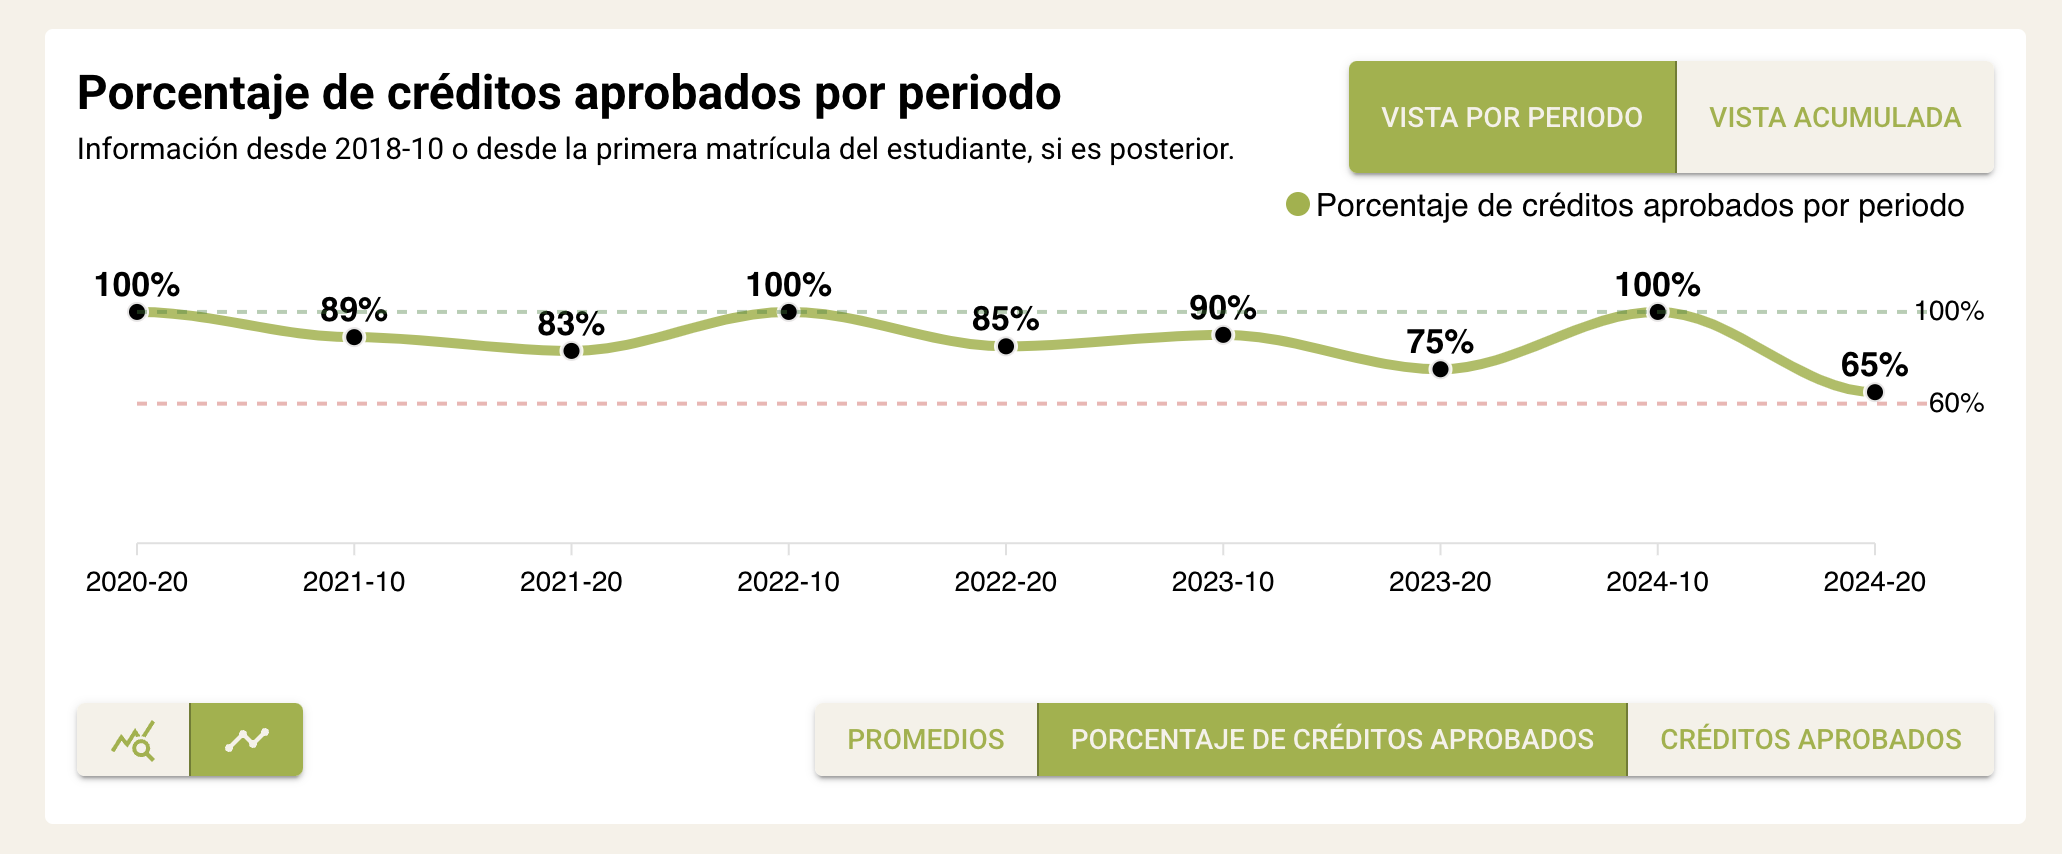 Porcentaje de créditos aprobados por periodo
Información desde 2018-10 o desde la primera matrícula del estudiante, si es posterior.
VISTA POR PERIODO VISTA ACUMULADA
Porcentaje de créditos aprobados por periodo
100% 89% 83% 100% 85% 90% 75% 100% 65%
100%
60%
2020-20 2021-10 2021-20 2022-10 2022-20 2023-10 2023-20 2024-10 2024-20
PROMEDIOS PORCENTAJE DE CRÉDITOS APROBADOS CRÉDITOS APROBADOS